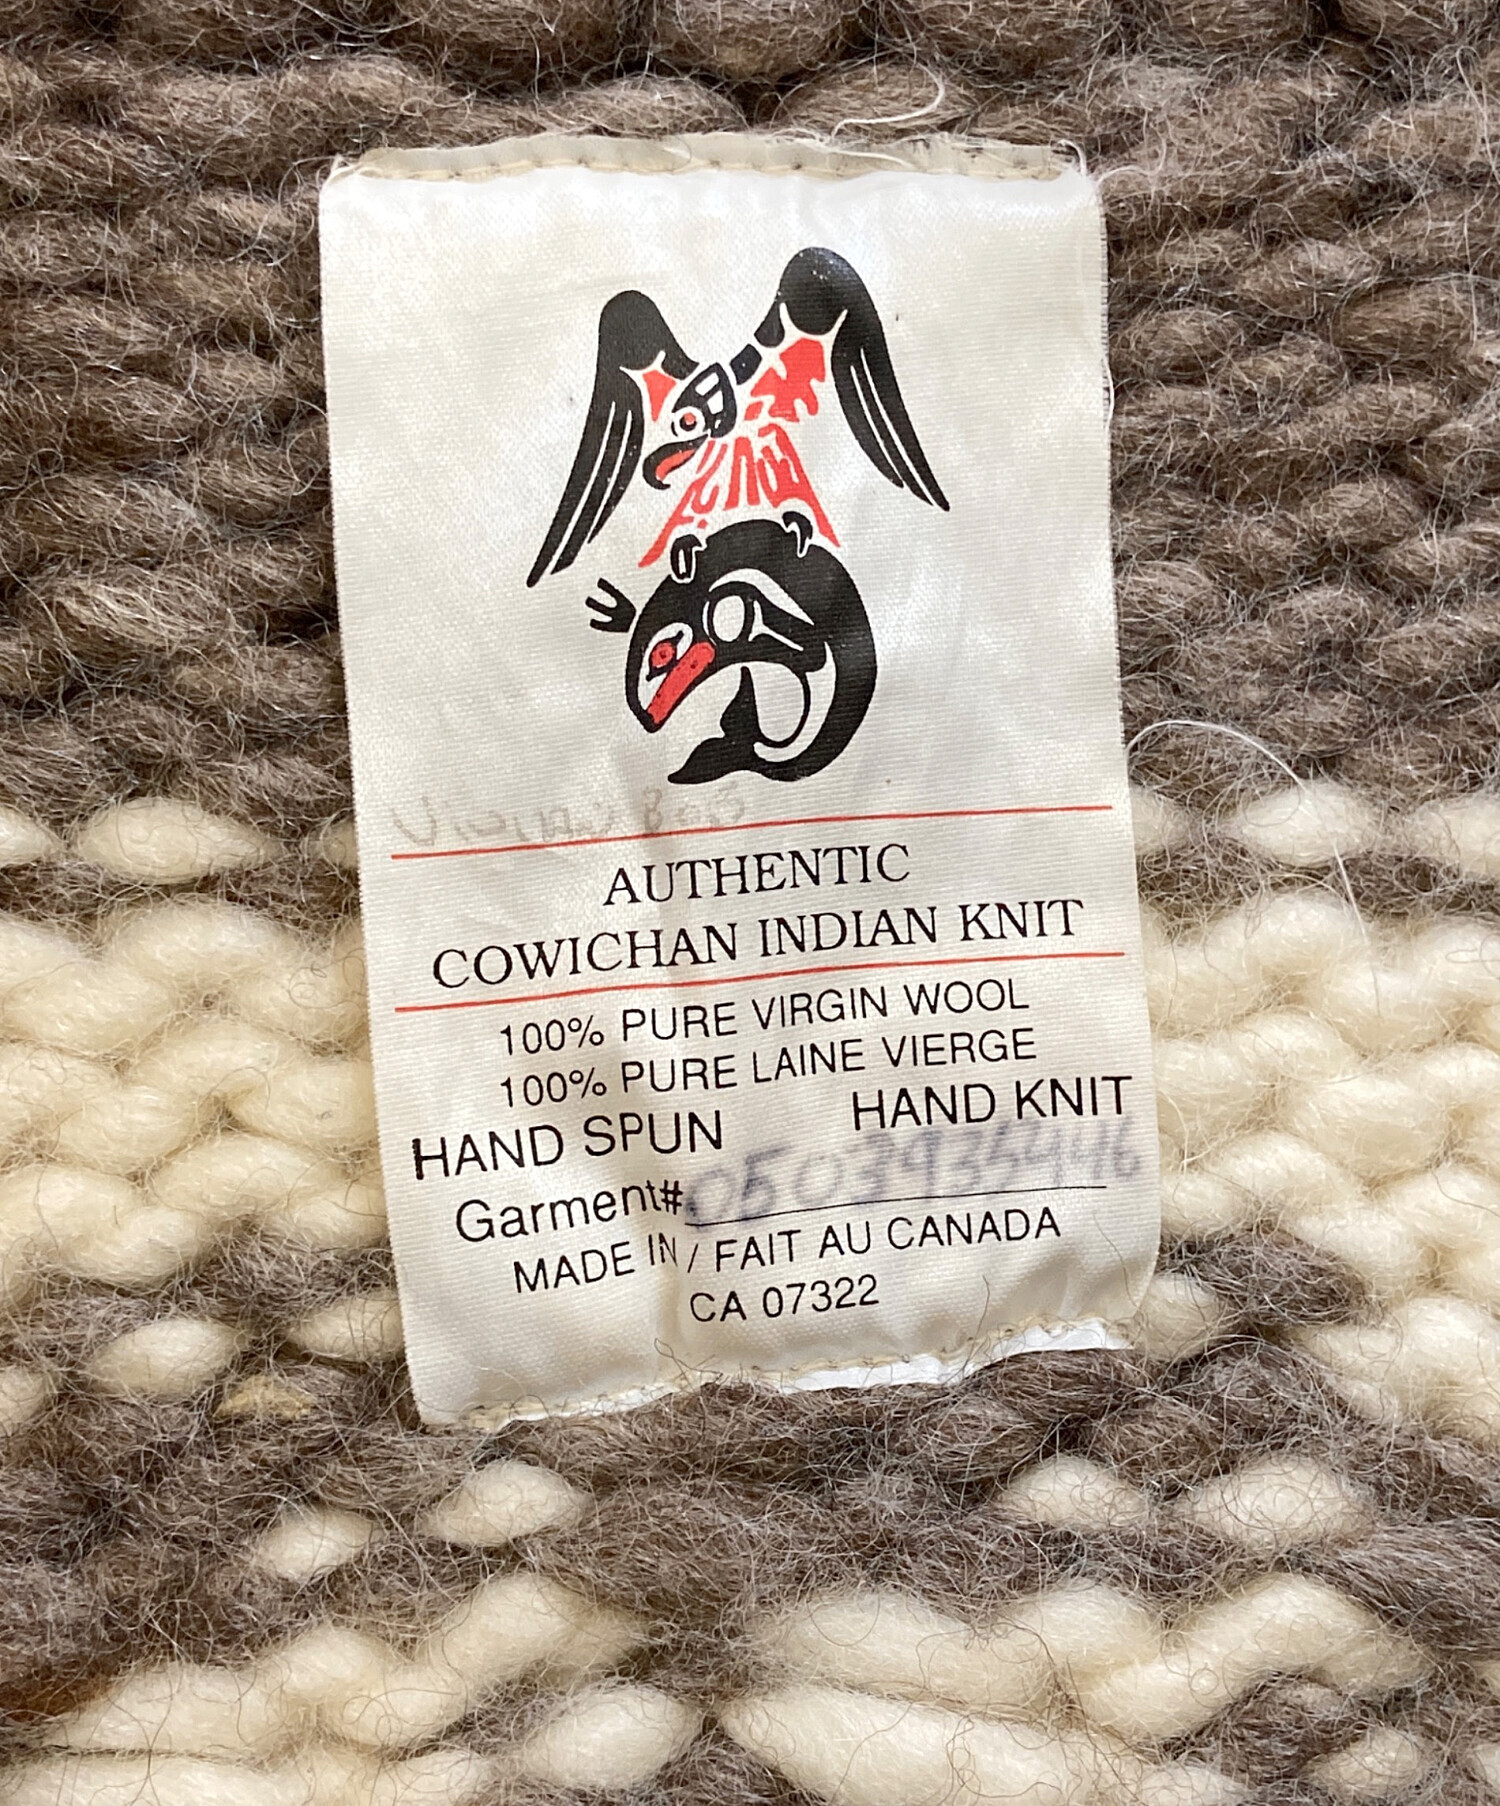 AUTHENTIC
COWICHAN INDIAN KNIT
100% PURE VIRGIN WOOL
100% PURE LAINE VIERGE
HAND SPUN HAND KNIT
Garment#
MADE IN / FAIT AU CANADA
CA 07322